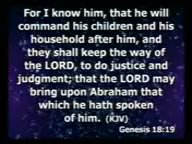 For I know him, that he will
command his children and his
household after him, and
they shall keep the way of
the LORD, to do justice and
judgment; that the LORD may
bring upon Abraham that
which he hath spoken
of him. (KJV)
Genesis 18:19